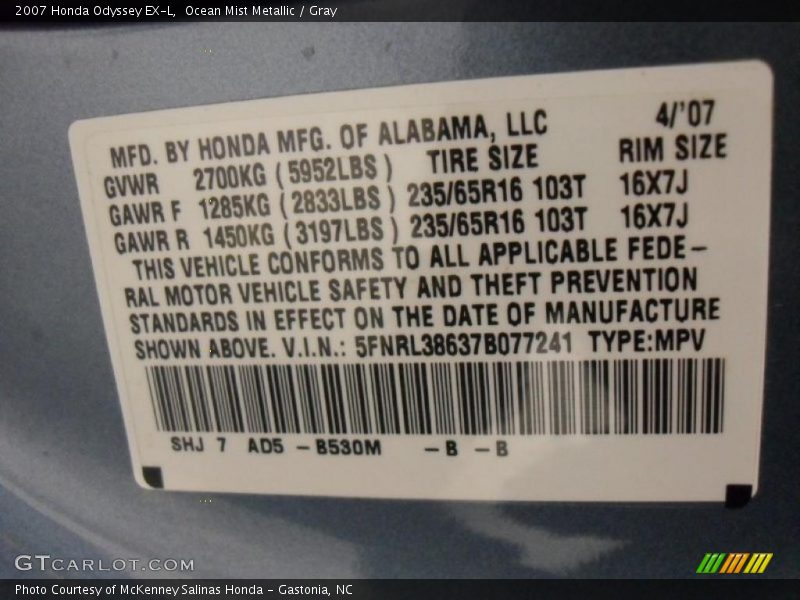 2007 Honda Odyssey EX-L,  Ocean Mist Metallic / Gray
4/'07
MFD. BY HONDA MFG. OF ALABAMA, LLC
TIRE SIZE RIM SIZE
GVWR 2700KG (5952LBS)
GAWR F 1285KG (2833LBS) 235/65R16 103T 16X7J
GAWR R 1450KG (3197LBS) 235/65R16 103T 16X7J
THIS VEHICLE CONFORMS TO ALL APPLICABLE FEDE-
RAL MOTOR VEHICLE SAFETY AND THEFT PREVENTION
STANDARDS IN EFFECT ON THE DATE OF MANUFACTURE
SHOWN ABOVE. V.I.N.: 5FNRL38637B077241 TYPE:MPV
SHJ 7 AD5 -B530M -B -B
GTCARLOT.COM
Photo Courtesy of McKenney Salinas Honda - Gastonia, NC